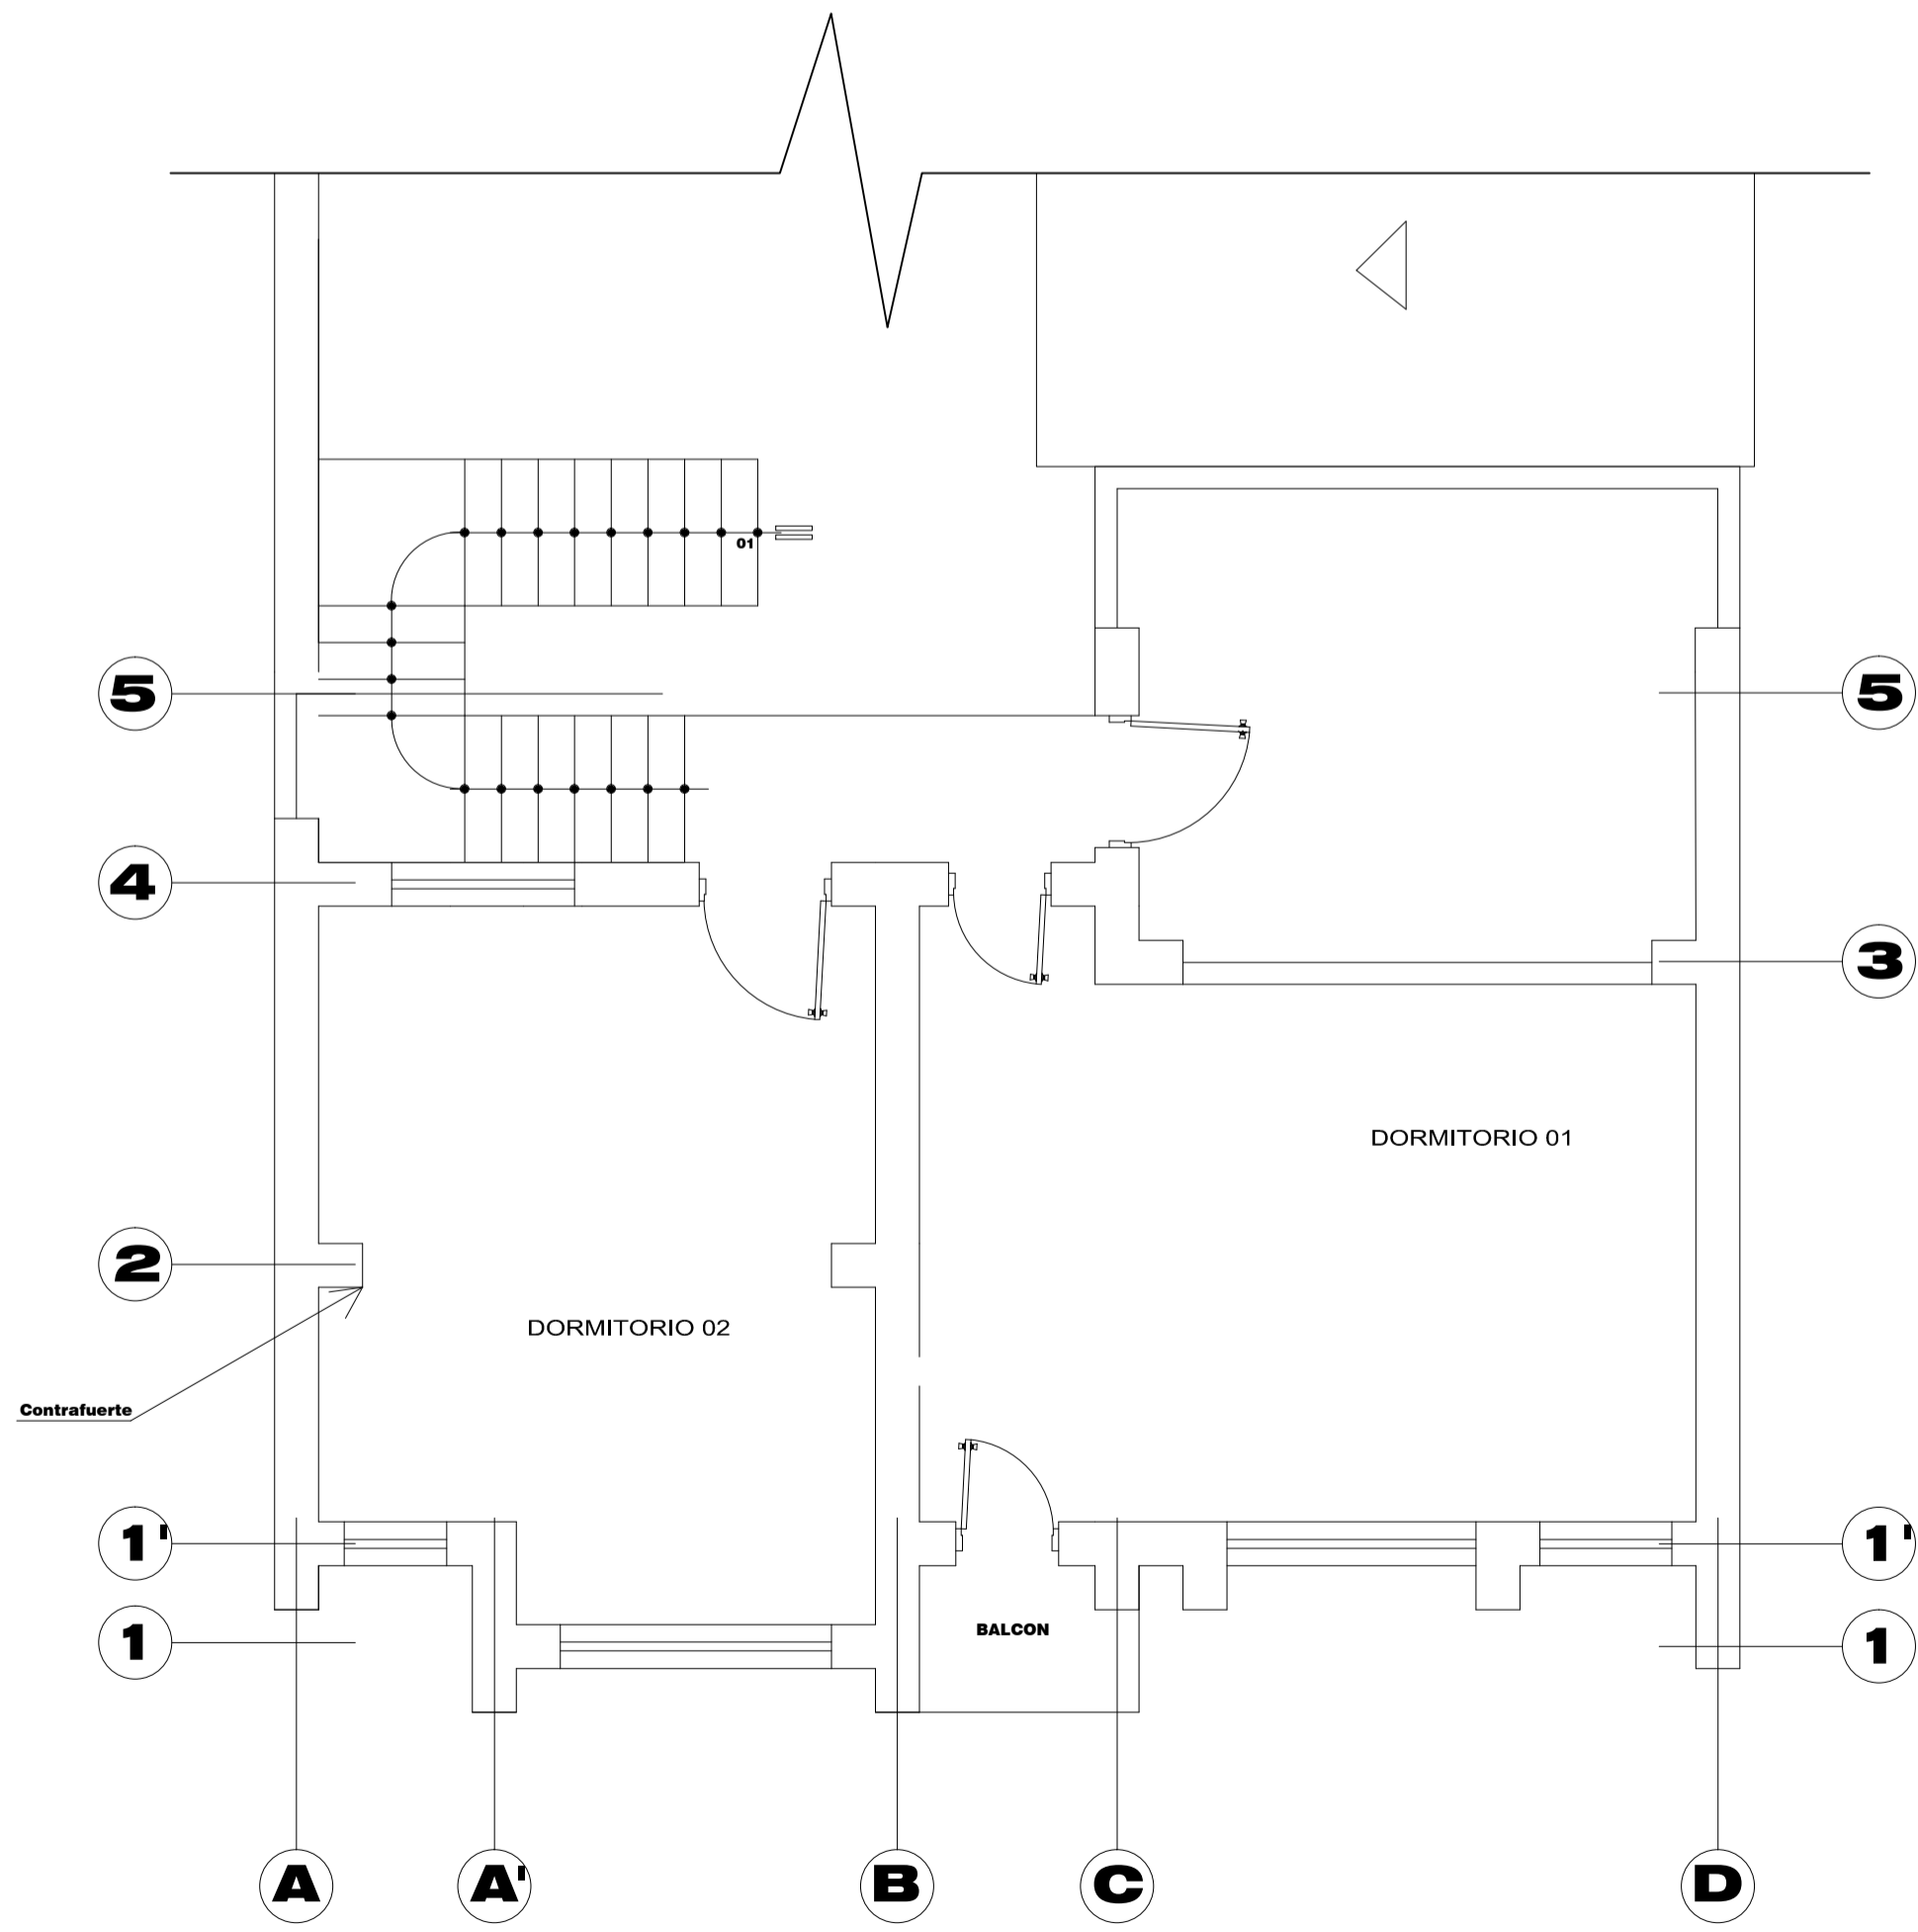 01
5
5
4
3
DORMITORIO 01
2
DORMITORIO 02
Contrafuerte
1'
1'
BALCON
1
1
A
A'
B
C
D